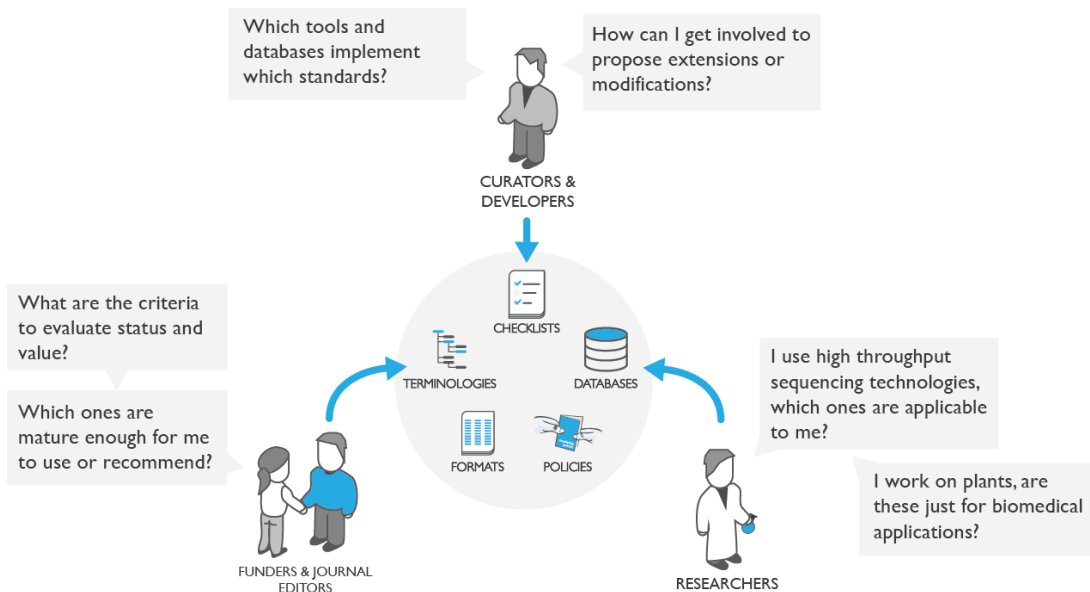 Which tools and
databases implement
which standards?
How can I get involved to
propose extensions or
modifications?
CURATORS &
DEVELOPERS
CHECKLISTS
TERMINOLOGIES
DATABASES
FORMATS
POLICIES
What are the criteria
to evaluate status and
value?
Which ones are
mature enough for me
to use or recommend?
FUNDERS & JOURNAL
EDITORS
I use high throughput
sequencing technologies,
which ones are applicable
to me?
I work on plants, are
these just for biomedical
applications?
RESEARCHERS